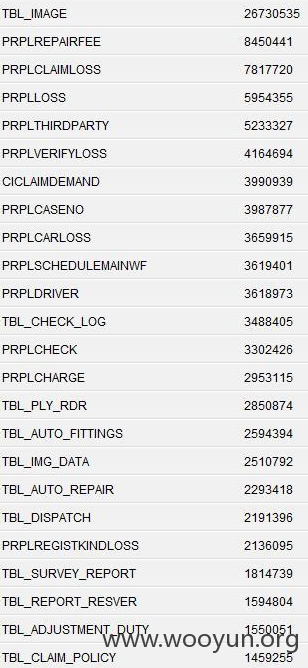 TBL_IMAGE 26730535
PRPLREPAIRFEE 8450441
PRPLCLAIMLOSS 7817720
PRPLLOSS 5954355
PRPLTHIRDPARTY 5233327
PRPLVERIFYLOSS 4164694
CICLAIMDEMAND 3990939
PRPLCASENO 3987877
PRPLCARLOSS 3659915
PRPLSCHEDULEMAINWF 3619401
PRPLDRIVER 3618973
TBL_CHECK_LOG 3488405
PRPLCHECK 3302426
PRPLCHARGE 2953115
TBL_PLY_RDR 2850874
TBL_AUTO_FITTINGS 2594394
TBL_IMG_DATA 2510792
TBL_AUTO_REPAIR 2293418
TBL_DISPATCH 2191396
PRPLREGISTKINDLOSS 2136095
TBL_SURVEY_REPORT 1814739
TBL_REPORT_RESVER 1594804
TBL_ADJUSTMENT_DUTY 1550051
www.wooyun.org
TBL_CLAIM_POLICY 1459255